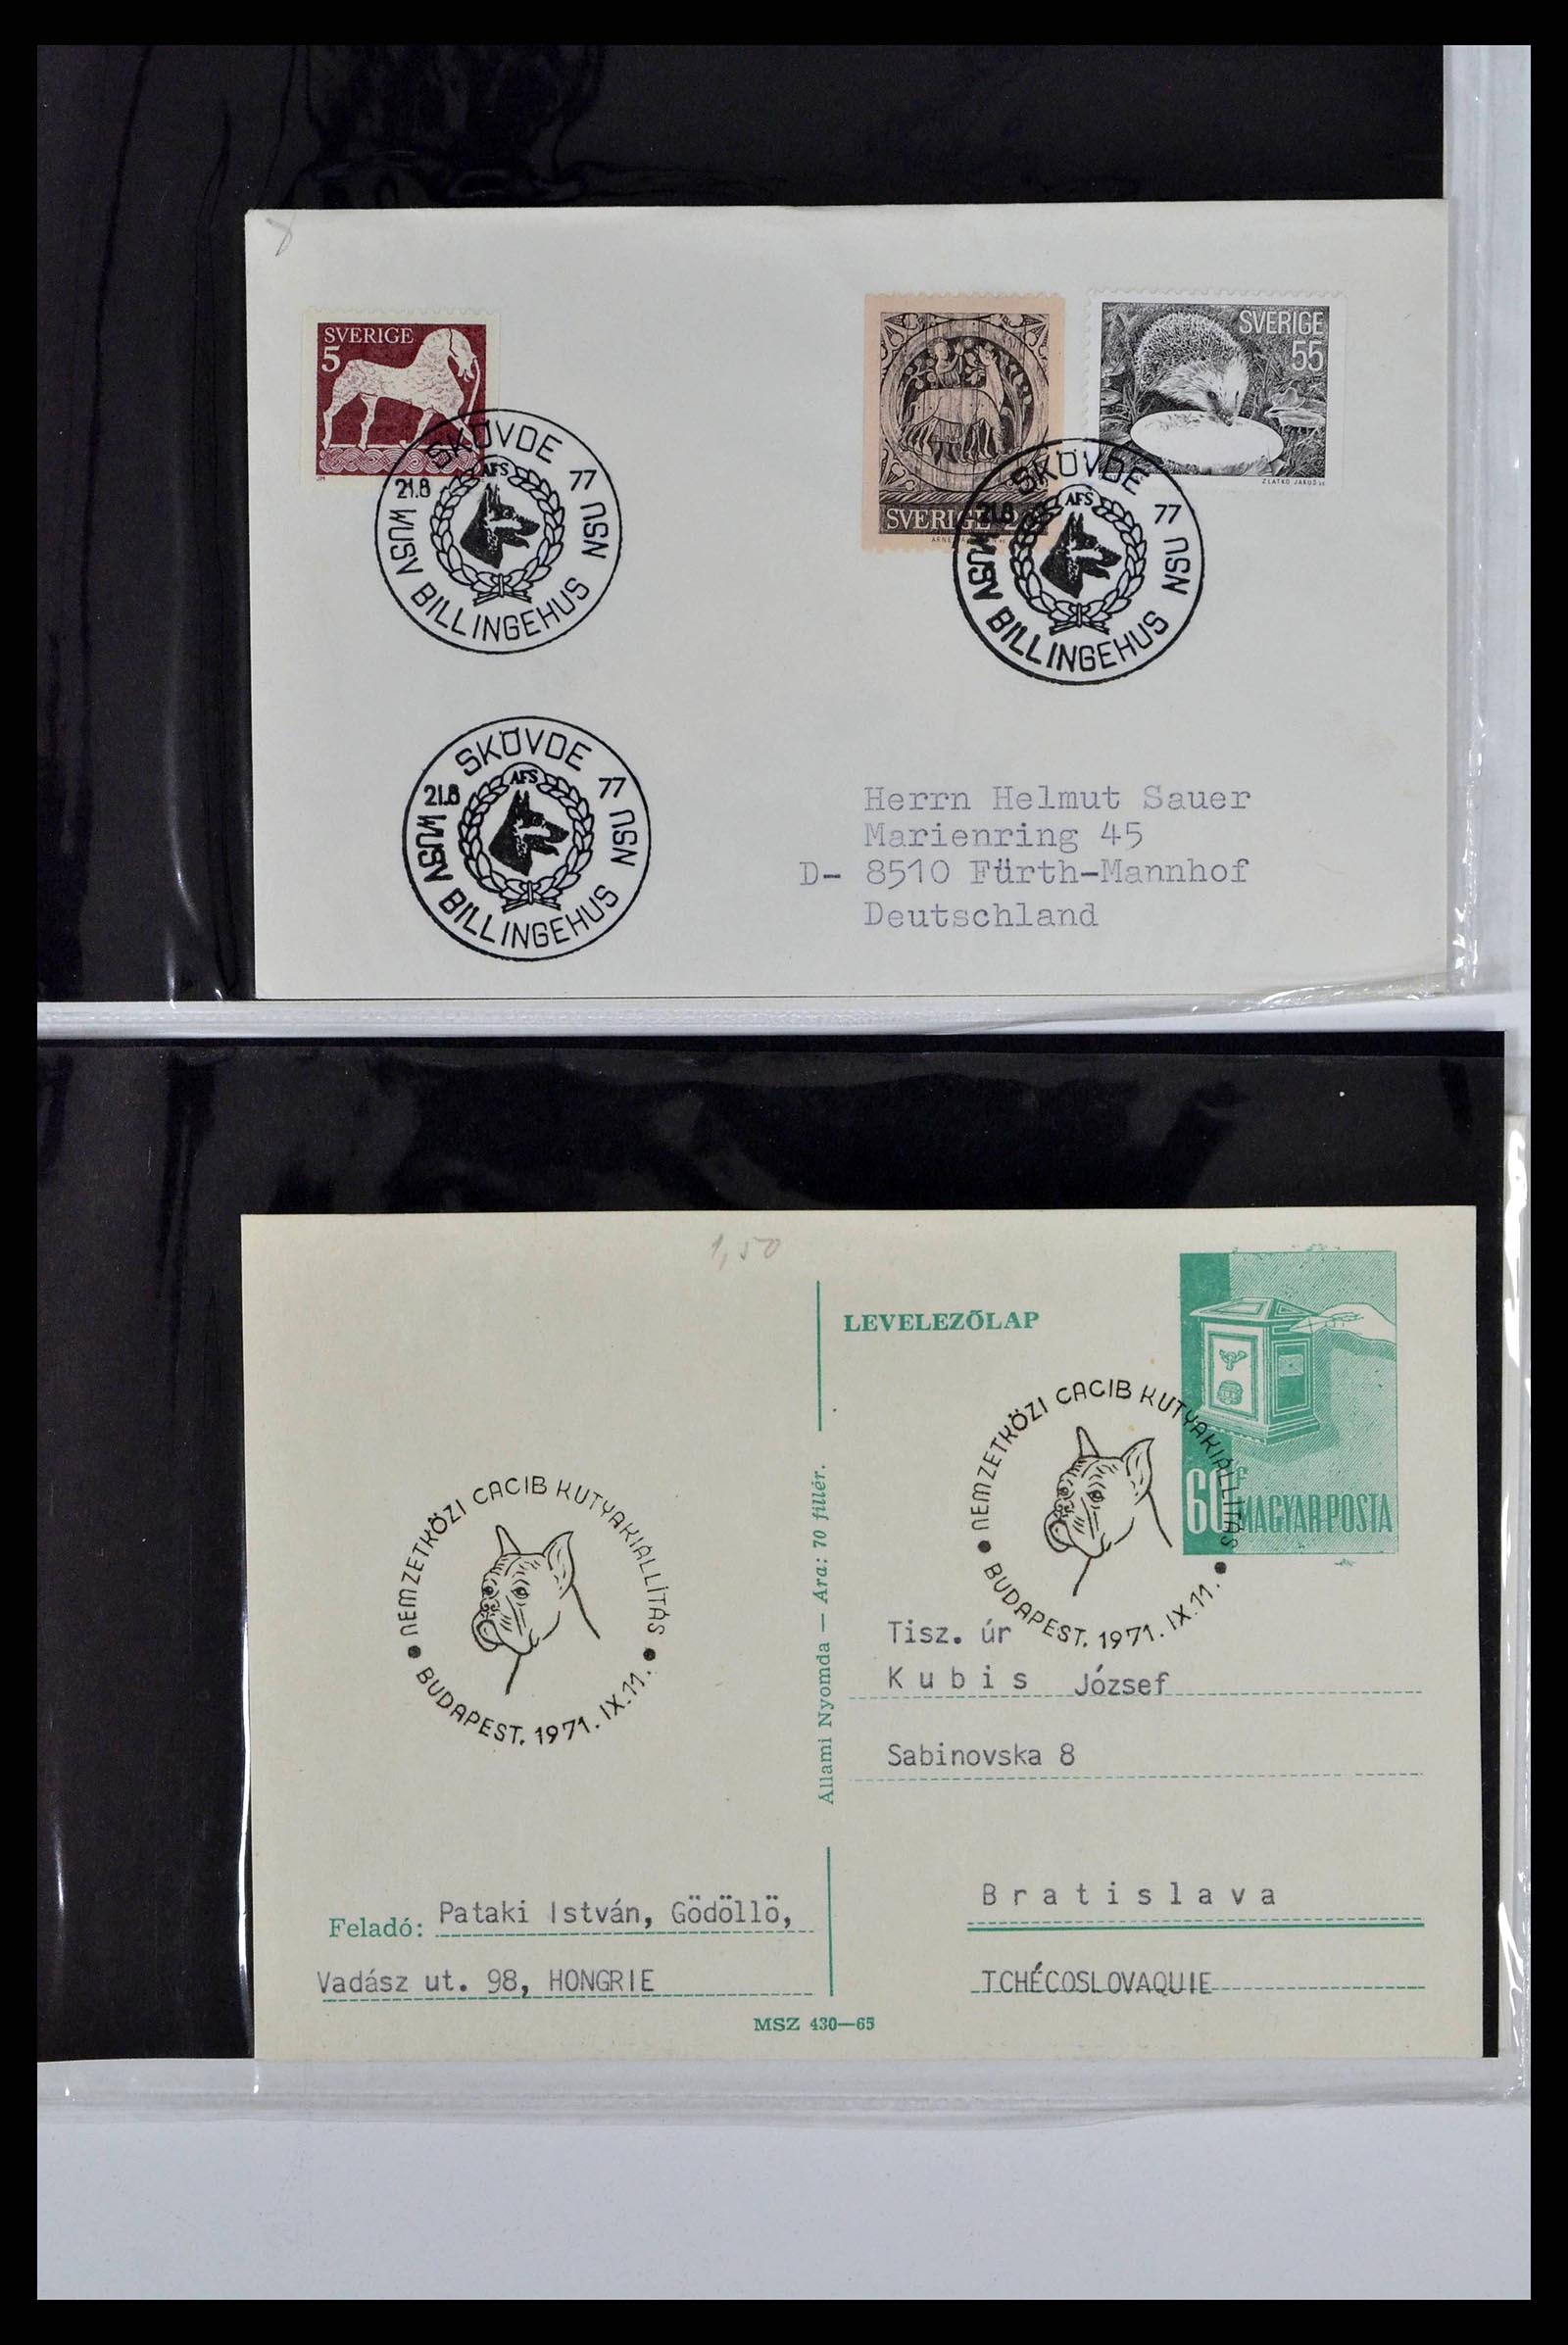 SVERIGE
5
SVERIGE
SVERIGE
55
ZLATKO JAKUŠ
SKÖVDE
AFS
21.8
77
WUSV BILLINGEHUS NSU
SKÖVDE
AFS
21.8
77
WUSV BILLINGEHUS NSU
SKÖVDE
AFS
21.8
77
WUSV BILLINGEHUS NSU
Herrn Helmut Sauer
Marienring 45
D- 8510 Fürth-Mannhof
Deutschland
1,50
LEVELEZŐLAP
60f
MAGYAR POSTA
NEMZETKÖZI CACIB KUTYAKIÁLLÍTÁS
BUDAPEST. 1971. IX.11.
NEMZETKÖZI CACIB KUTYAKIÁLLÍTÁS
BUDAPEST. 1971. IX.11.
Állami Nyomda — Ára: 70 fillér.
Tisz. úr
Kubis József
Sabinovska 8
Bratislava
TCHÉCOSLOVAQUIE
Feladó: Pataki István, Gödöllö,
Vadász ut. 98, HONGRIE
MSZ 430—65